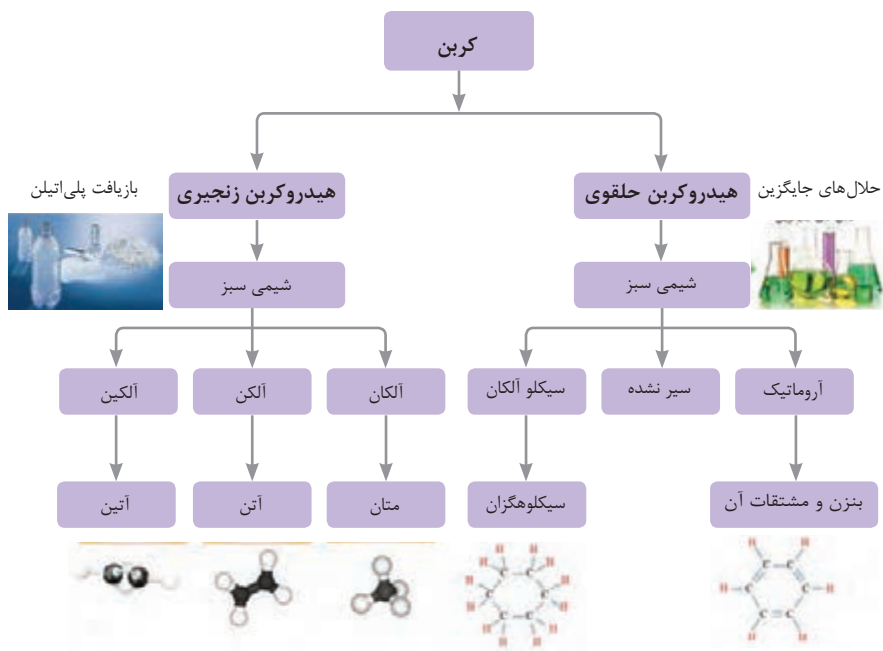 کربن
هیدروکربن حلقوی
هیدروکربن زنجیری
حلال‌های جایگزین
بازیافت پلی‌اتیلن
شیمی سبز
شیمی سبز
آروماتیک
سیر نشده
سیکلو آلکان
آلکان
آلکن
آلکین
بنزن و مشتقات آن
سیکلوهگزان
متان
آتن
آتین
H H
C
H C C H
H C C H
C
H H
H H H H
H C C H
H C C H
H C C H
H H H H